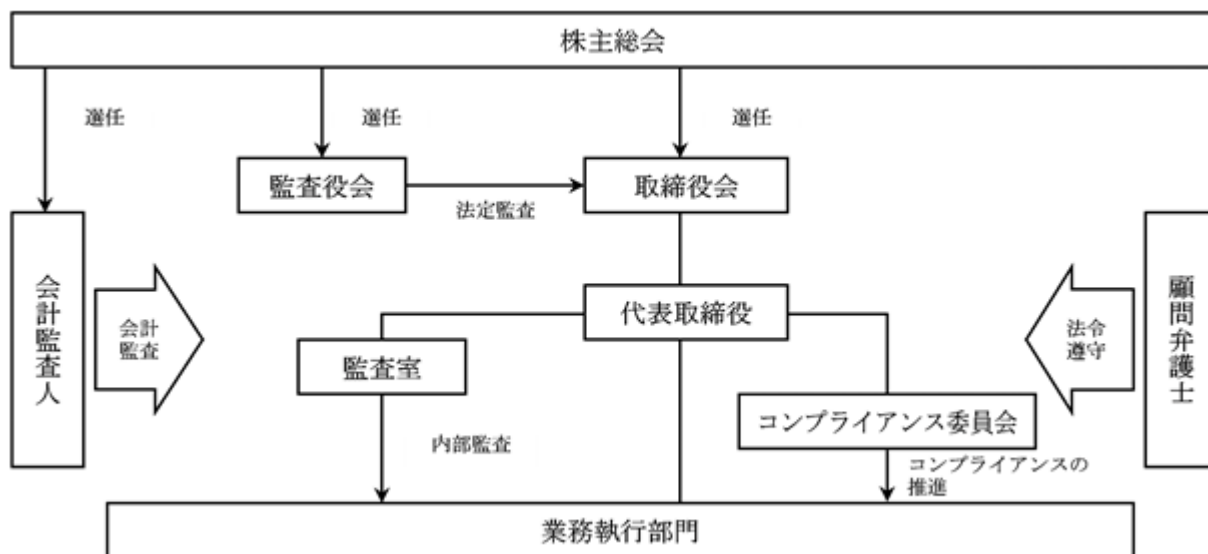 株主総会
選任
選任
選任
監査役会
取締役会
法定監査
会計監査人
会計
監査
代表取締役
法令
遵守
顧問弁護士
監査室
コンプライアンス委員会
内部監査
コンプライアンスの
推進
業務執行部門